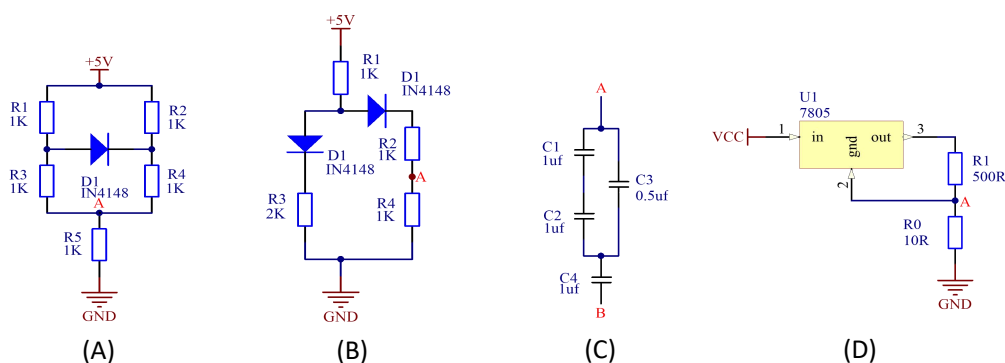 +5V
R1
1K
R2
1K
R3
1K
D1
IN4148
R4
1K
A
R5
1K
GND
(A)
+5V
R1
1K
D1
IN4148
R2
1K
D1
IN4148
A
R3
2K
R4
1K
GND
(B)
A
C1
1uf
C3
0.5uf
C2
1uf
C4
1uf
B
(C)
U1
7805
VCC
1
in
gnd
out
3
2
R1
500R
A
R0
10R
GND
(D)